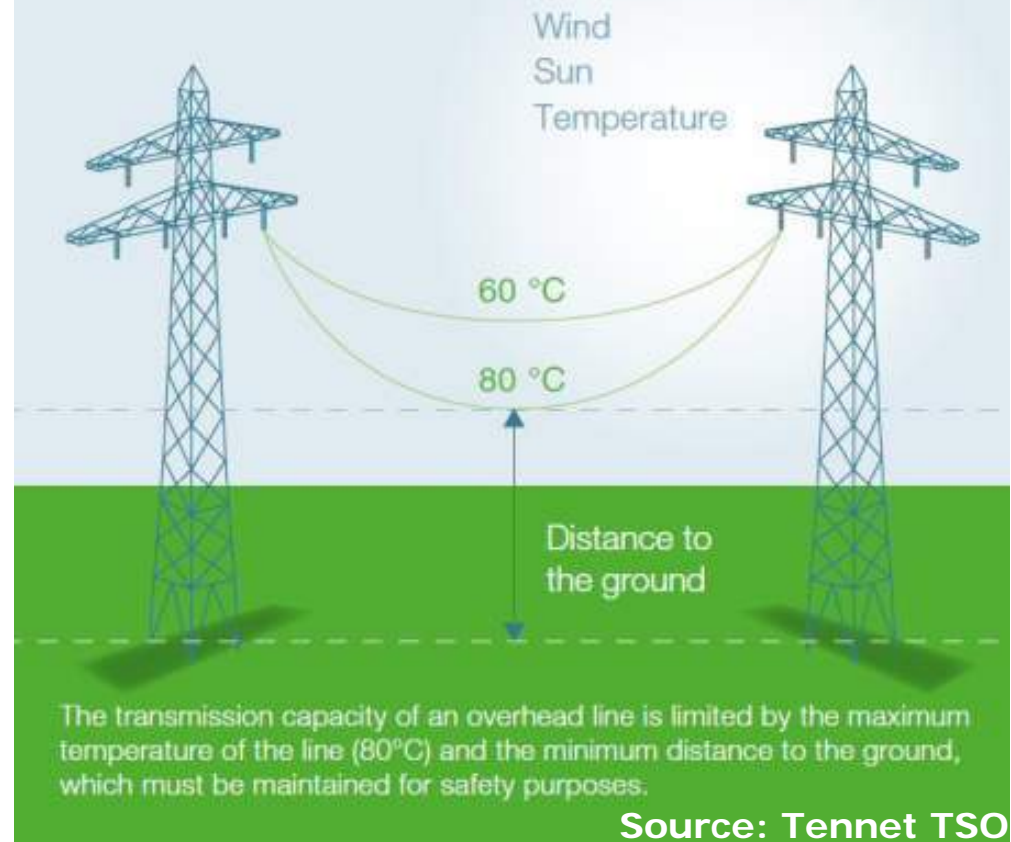 Wind
Sun
Temperature
60 °C
80 °C
Distance to
the ground
The transmission capacity of an overhead line is limited by the maximum
temperature of the line (80°C) and the minimum distance to the ground,
which must be maintained for safety purposes.
Source: Tennet TSO